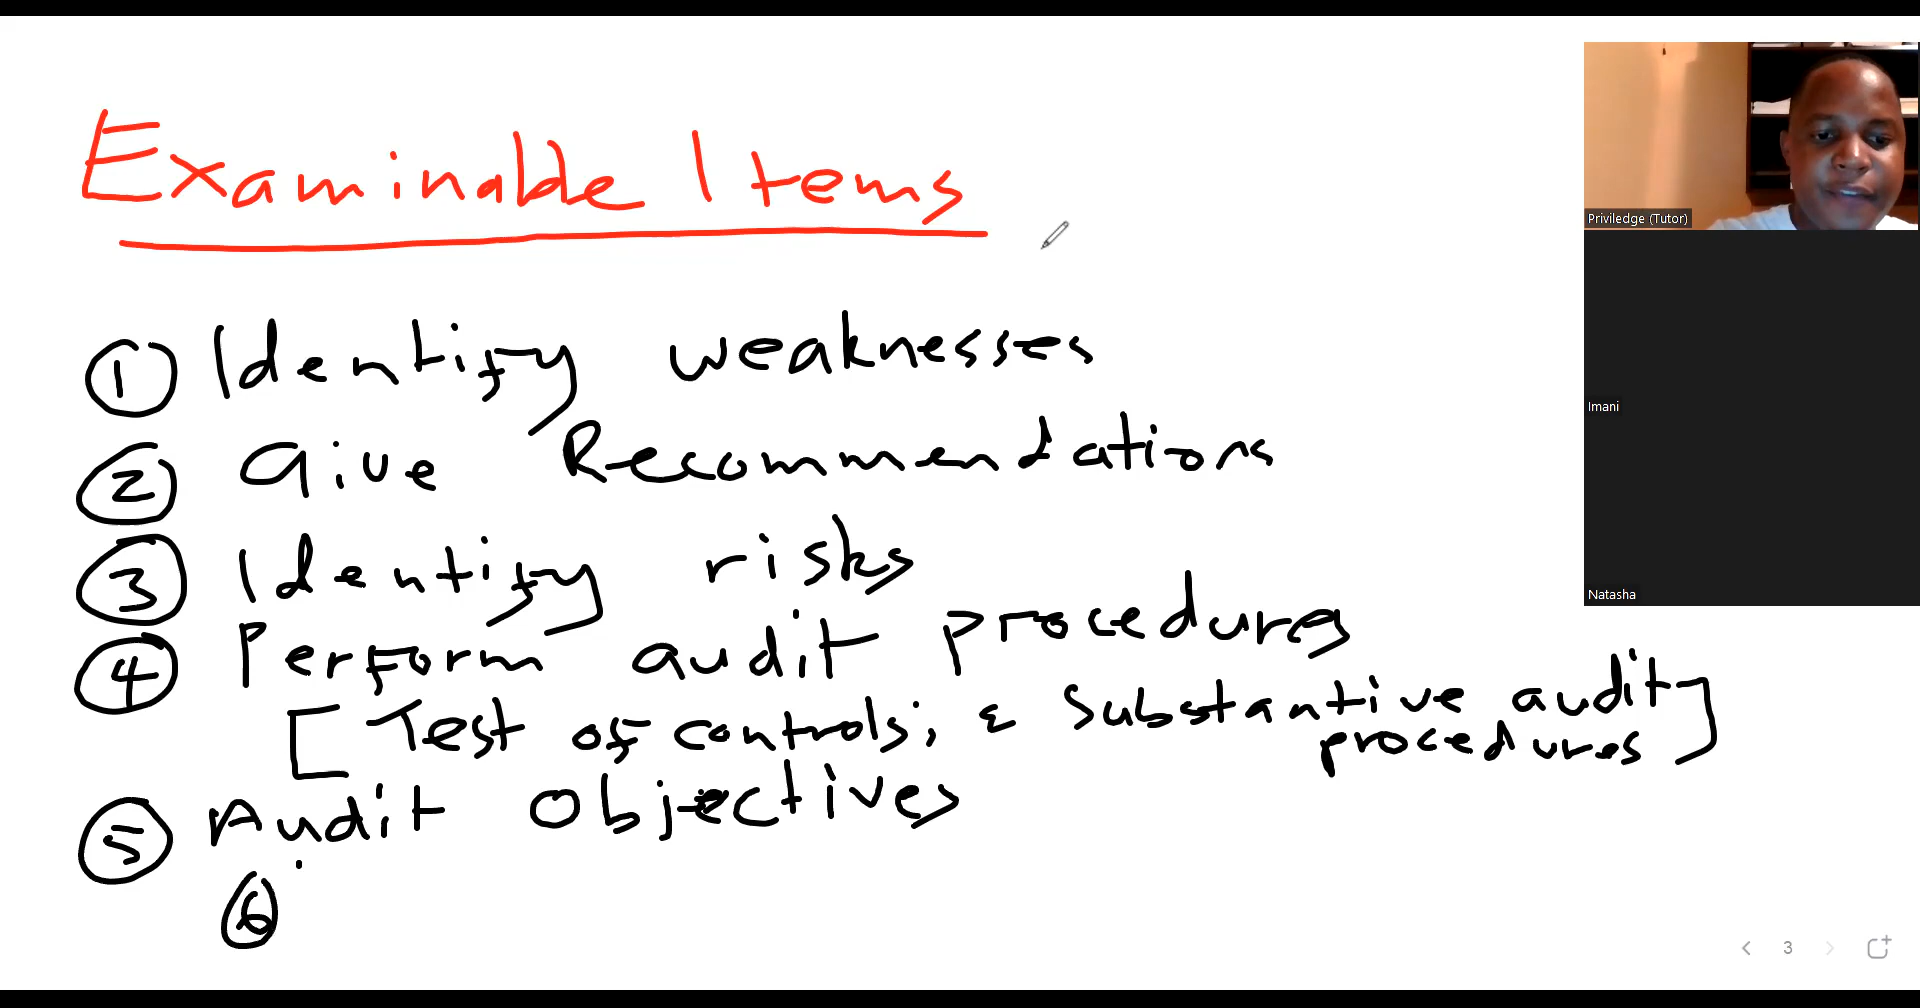 Examinable Items
① Identify weaknesses
② Give Recommendations
③ Identify risks
④ Perform audit procedures
[Test of controls; & Substantive audit
procedures]
⑤ Audit Objectives
⑥
Priviledge (Tutor)
Imani
Natasha
3